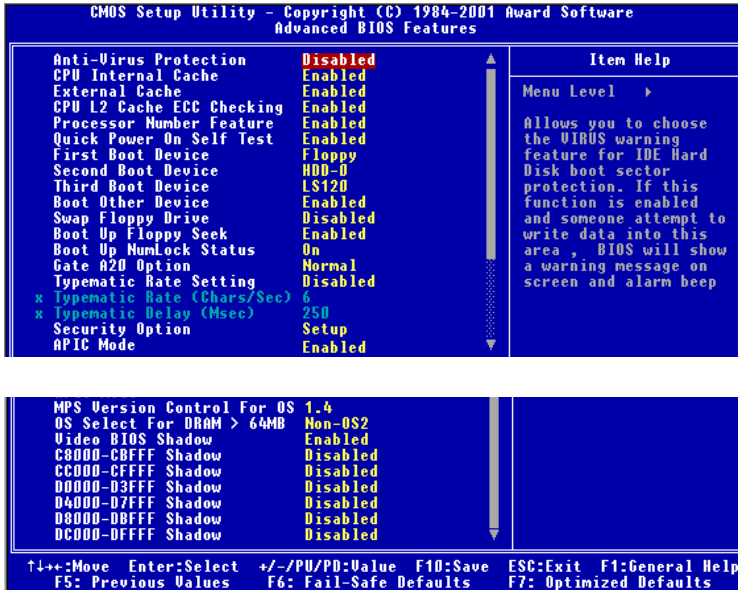 CMOS Setup Utility - Copyright (C) 1984-2001 Award Software
Advanced BIOS Features
Anti-Virus Protection Disabled
CPU Internal Cache Enabled
External Cache Enabled
CPU L2 Cache ECC Checking Enabled
Processor Number Feature Enabled
Quick Power On Self Test Enabled
First Boot Device Floppy
Second Boot Device HDD-0
Third Boot Device LS120
Boot Other Device Enabled
Swap Floppy Drive Disabled
Boot Up Floppy Seek Enabled
Boot Up NumLock Status On
Gate A20 Option Normal
Typematic Rate Setting Disabled
x Typematic Rate (Chars/Sec) 6
x Typematic Delay (Msec) 250
Security Option Setup
APIC Mode Enabled
Item Help
Menu Level
Allows you to choose
the VIRUS warning
feature for IDE Hard
Disk boot sector
protection. If this
function is enabled
and someone attempt to
write data into this
area , BIOS will show
a warning message on
screen and alarm beep
MPS Version Control For OS 1.4
OS Select For DRAM > 64MB Non-OS2
Video BIOS Shadow Enabled
C8000-CBFFF Shadow Disabled
CC000-CFFFF Shadow Disabled
D0000-D3FFF Shadow Disabled
D4000-D7FFF Shadow Disabled
D8000-DBFFF Shadow Disabled
DC000-DFFFF Shadow Disabled
↑↓→←:Move Enter:Select +/-/PU/PD:Value F10:Save ESC:Exit F1:General Help
F5: Previous Values F6: Fail-Safe Defaults F7: Optimized Defaults